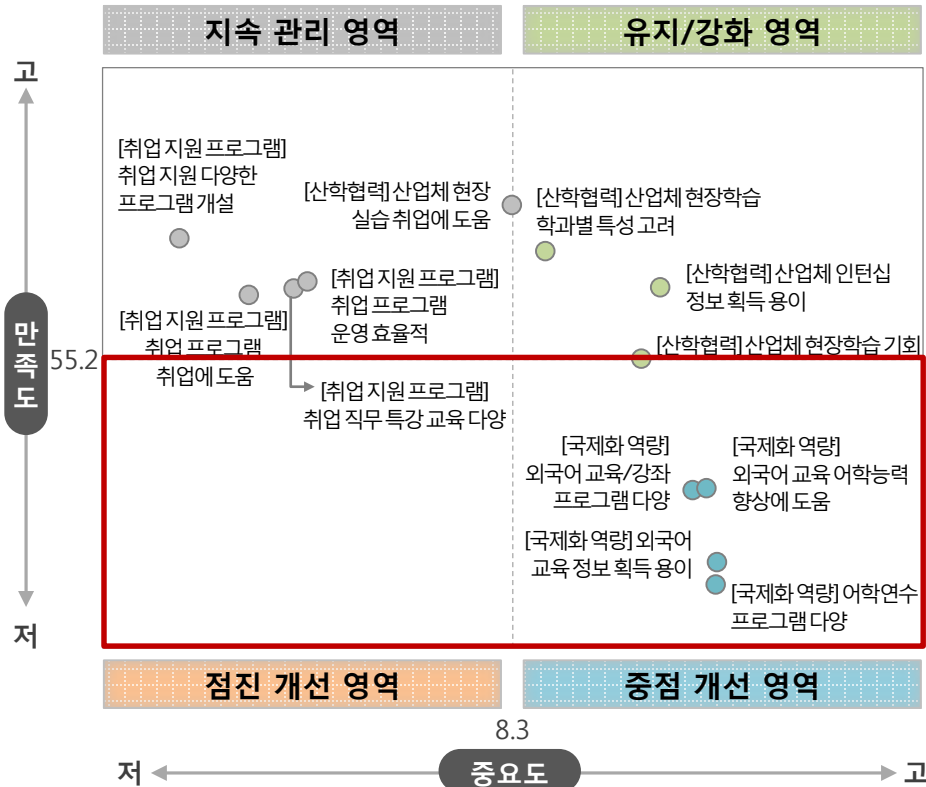 지속 관리 영역
유지/강화 영역
고
[취업 지원 프로그램]
취업 지원 다양한
프로그램 개설
[산학협력] 산업체 현장
실습 취업에 도움
[산학협력] 산업체 현장학습
학과별 특성 고려
[취업 지원 프로그램]
취업 프로그램
운영 효율적
[산학협력] 산업체 인턴십
정보 획득 용이
[취업 지원 프로그램]
취업 프로그램
취업에 도움
[산학협력] 산업체 현장학습 기회
만족도
55.2
[취업 지원 프로그램]
취업 직무 특강 교육 다양
[국제화 역량]
외국어 교육/강좌
프로그램 다양
[국제화 역량]
외국어 교육 어학능력
향상에 도움
[국제화 역량] 외국어
교육 정보 획득 용이
[국제화 역량] 어학연수
프로그램 다양
저
점진 개선 영역
중점 개선 영역
8.3
저
중요도
고